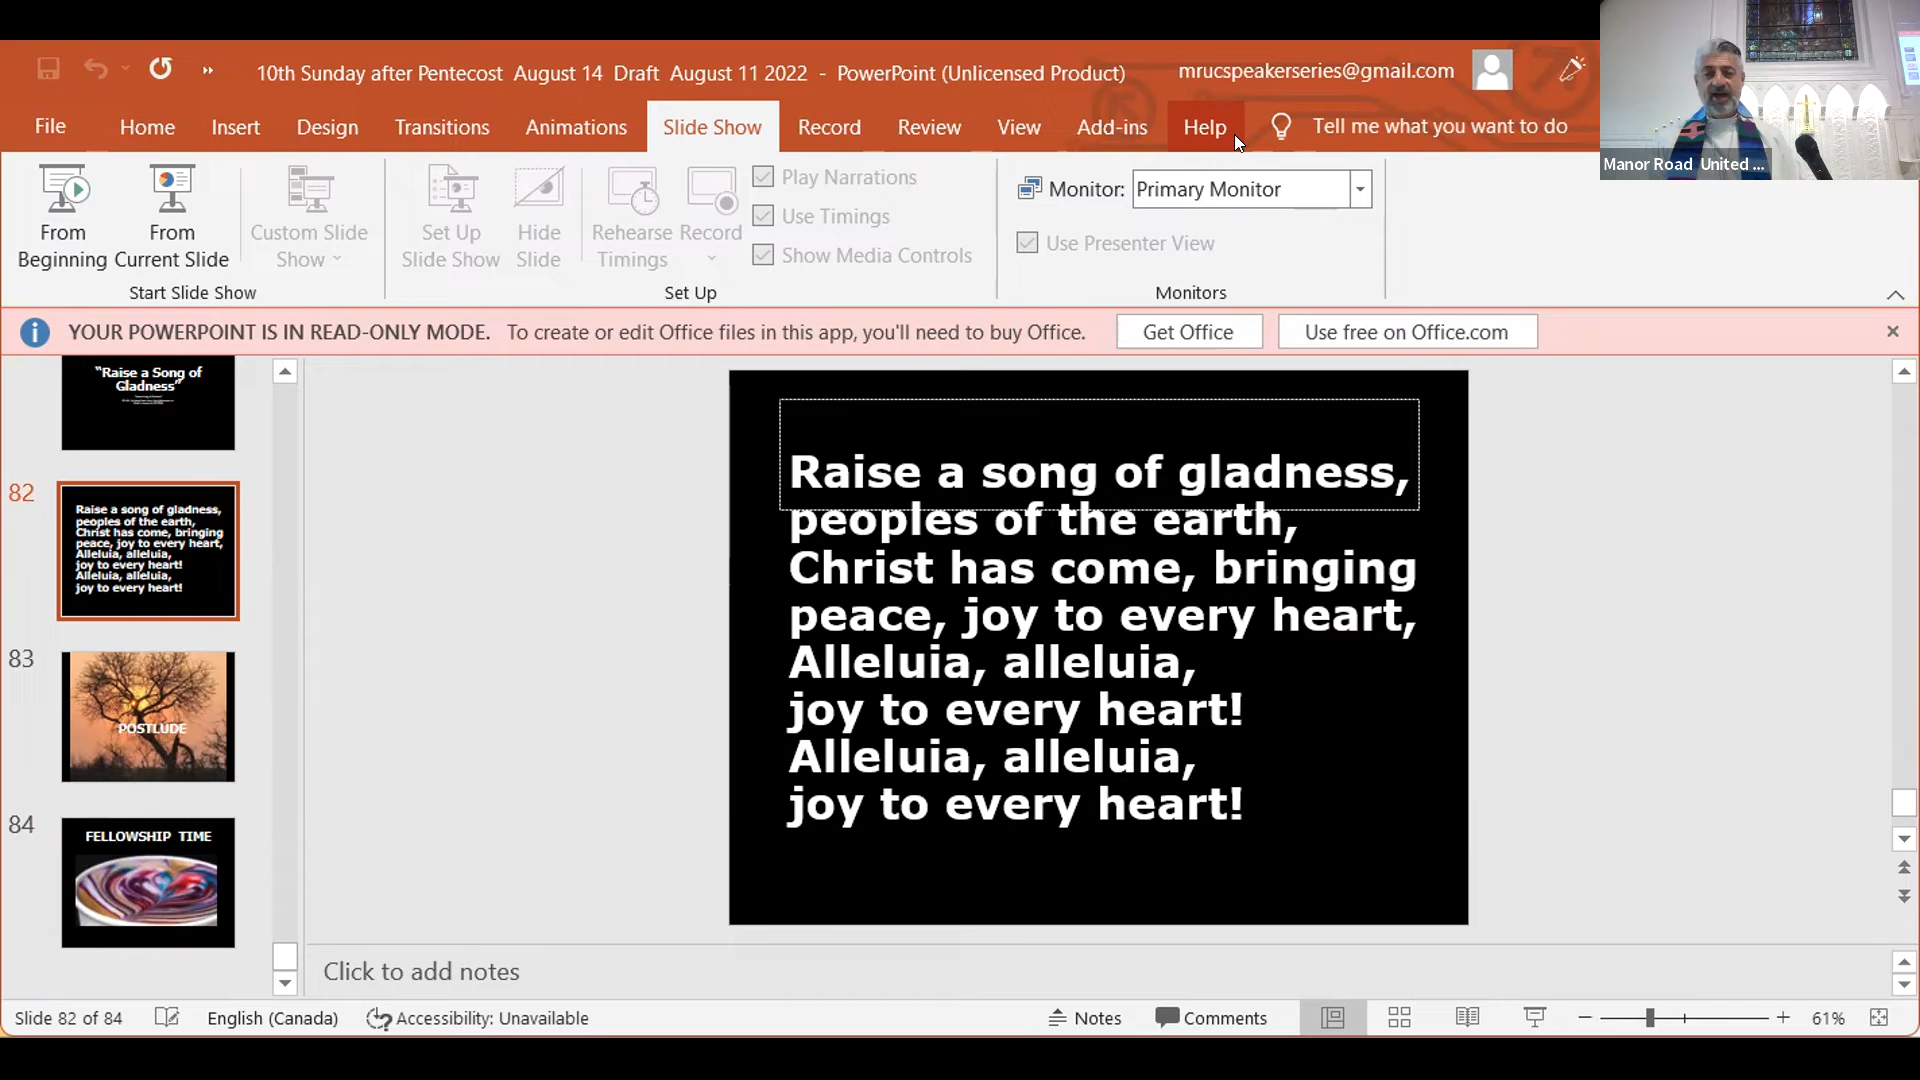 10th Sunday after Pentecost August 14 Draft August 11 2022 - PowerPoint (Unlicensed Product)
mrucspeakerseries@gmail.com
Manor Road United ...
File Home Insert Design Transitions Animations Slide Show Record Review View Add-ins Help Tell me what you want to do
From Beginning
From Current Slide
Custom Slide Show
Start Slide Show
Set Up Slide Show
Hide Slide
Rehearse Timings
Record
Play Narrations
Use Timings
Show Media Controls
Set Up
Monitor: Primary Monitor
Use Presenter View
Monitors
YOUR POWERPOINT IS IN READ-ONLY MODE. To create or edit Office files in this app, you'll need to buy Office. Get Office Use free on Office.com
"Raise a Song of
Gladness"
82
Raise a song of gladness,
peoples of the earth,
Christ has come, bringing
peace, joy to every heart,
Alleluia, alleluia,
joy to every heart!
Alleluia, alleluia,
joy to every heart!
83
POSTLUDE
84
FELLOWSHIP TIME
Raise a song of gladness,
peoples of the earth,
Christ has come, bringing
peace, joy to every heart,
Alleluia, alleluia,
joy to every heart!
Alleluia, alleluia,
joy to every heart!
Click to add notes
Slide 82 of 84 English (Canada) Accessibility: Unavailable Notes Comments 61%